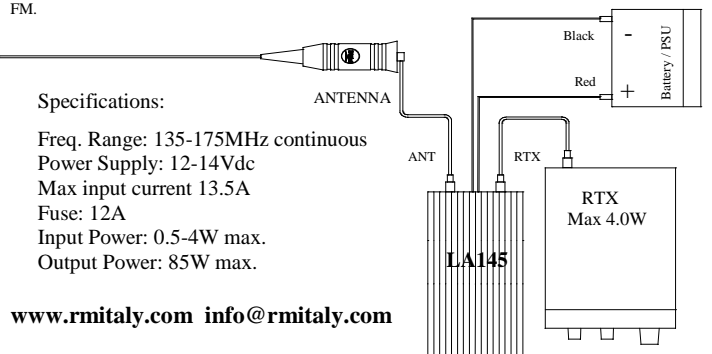 FM.
Black
-
Battery / PSU
Red
+
Specifications:
ANTENNA
Freq. Range: 135-175MHz continuous
Power Supply: 12-14Vdc
Max input current 13.5A
Fuse: 12A
Input Power: 0.5-4W max.
Output Power: 85W max.
ANT
RTX
RTX
Max 4.0W
LA145
www.rmitaly.com info@rmitaly.com